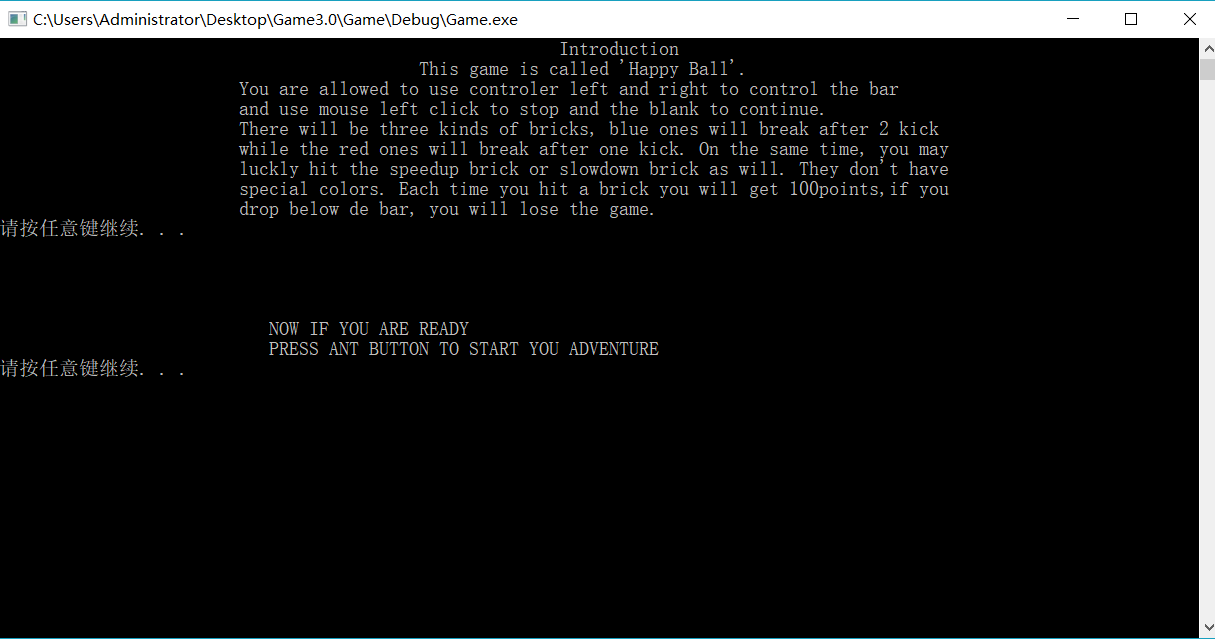 C:\Users\Administrator\Desktop\Game3.0\Game\Debug\Game.exe
Introduction
This game is called 'Happy Ball'.
You are allowed to use controler left and right to control the bar
and use mouse left click to stop and the blank to continue.
There will be three kinds of bricks, blue ones will break after 2 kick
while the red ones will break after one kick. On the same time, you may
luckly hit the speedup brick or slowdown brick as will. They don't have
special colors. Each time you hit a brick you will get 100points,if you
drop below de bar, you will lose the game.
请按任意键继续. . .
NOW IF YOU ARE READY
PRESS ANT BUTTON TO START YOU ADVENTURE
请按任意键继续. . .